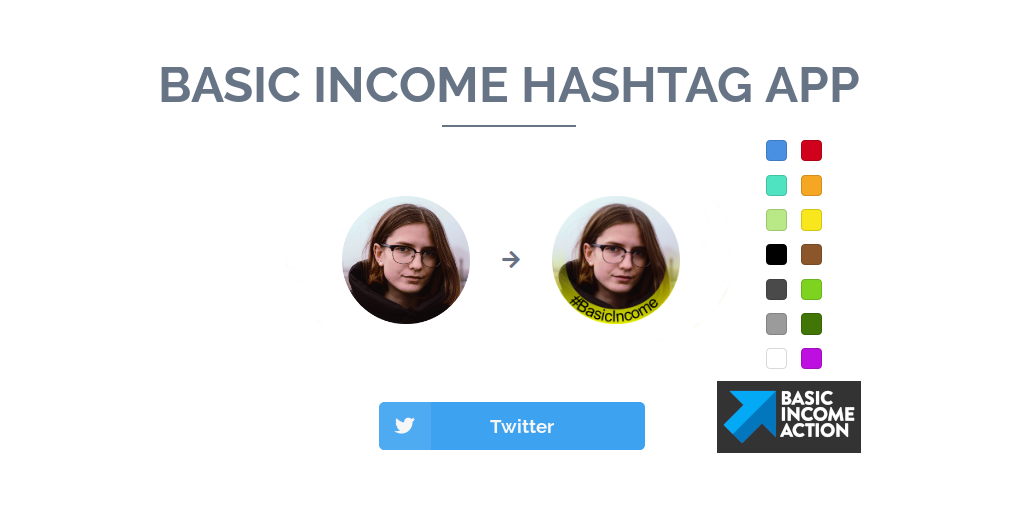 BASIC INCOME HASHTAG APP
#BasicIncome
Twitter
BASIC
INCOME
ACTION